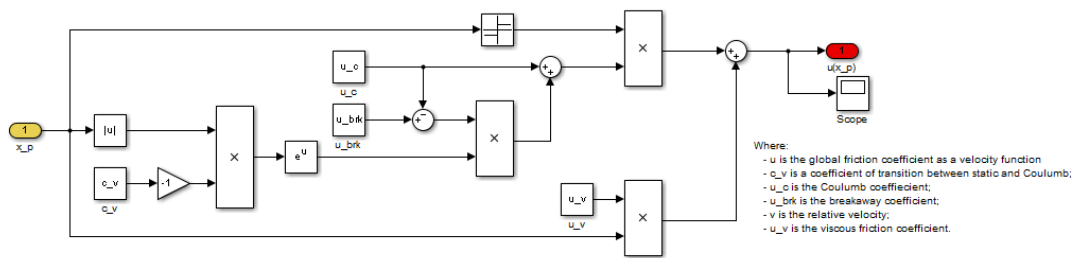 ×
1
u(x_p)
Scope
u_c
u_c
u_brk
u_brk
×
1
x_p
|u|
×
e^u
c_v
-1
c_v
u_v
u_v
×
Where:
- u is the global friction coefficient as a velocity function
- c_v is a coefficient of transition between static and Coulumb;
- u_c is the Coulumb coeffiecient;
- u_brk is the breakaway coefficient;
- v is the relative velocity;
- u_v is the viscous friction coefficient.